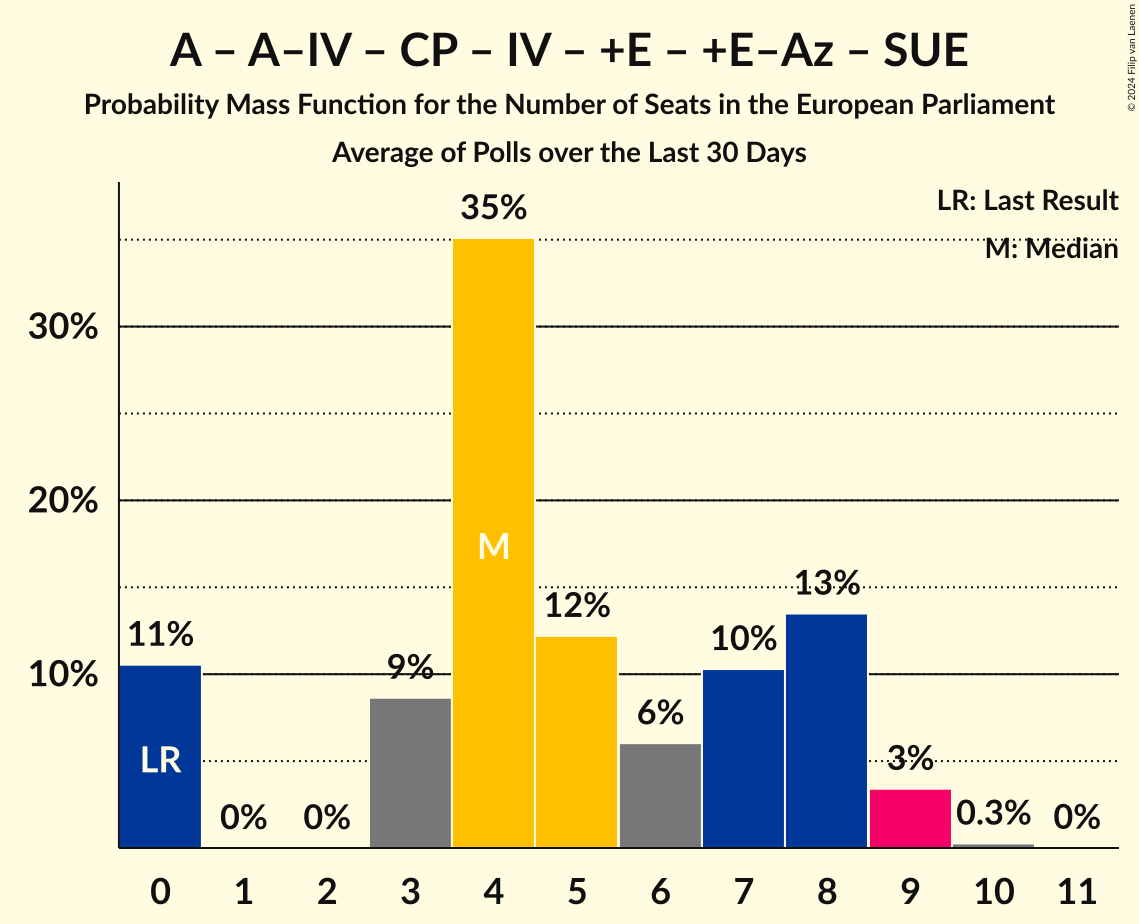 A – A–IV – CP – IV – +E – +E–Az – SUE
Probability Mass Function for the Number of Seats in the European Parliament
Average of Polls over the Last 30 Days
© 2024 Filip van Laenen
LR: Last Result
M: Median
35%
30%
20%
10%
11%
0%
0%
9%
12%
6%
10%
13%
3%
0.3%
0%
LR
M
0 1 2 3 4 5 6 7 8 9 10 11